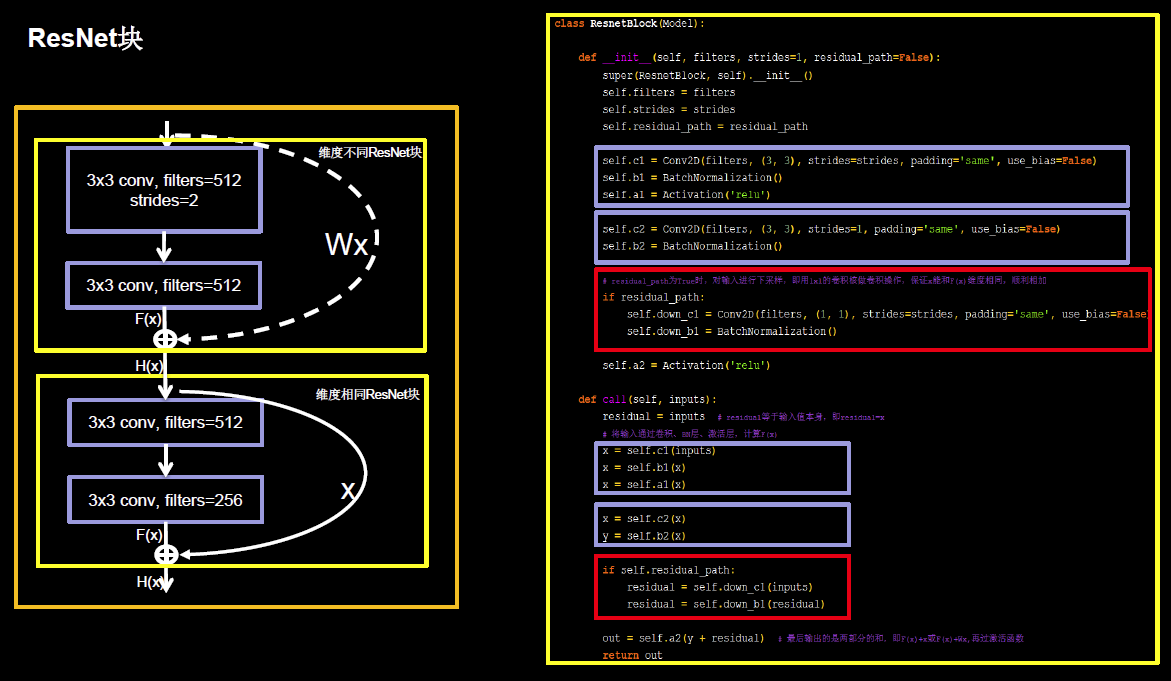 ResNet块
维度不同ResNet块
3x3 conv, filters=512
strides=2
Wx
3x3 conv, filters=512
F(x)
H(x)
维度相同ResNet块
3x3 conv, filters=512
x
3x3 conv, filters=256
F(x)
H(x)
class ResnetBlock(Model):
def __init__(self, filters, strides=1, residual_path=False):
super(ResnetBlock, self).__init__()
self.filters = filters
self.strides = strides
self.residual_path = residual_path
self.c1 = Conv2D(filters, (3, 3), strides=strides, padding='same', use_bias=False)
self.b1 = BatchNormalization()
self.a1 = Activation('relu')
self.c2 = Conv2D(filters, (3, 3), strides=1, padding='same', use_bias=False)
self.b2 = BatchNormalization()
# residual_path为True时，对输入进行下采样，即用1x1的卷积核做卷积操作，保证x能和F(x)维度相同，顺利相加
if residual_path:
self.down_c1 = Conv2D(filters, (1, 1), strides=strides, padding='same', use_bias=False
self.down_b1 = BatchNormalization()
self.a2 = Activation('relu')
def call(self, inputs):
residual = inputs # residual等于输入值本身，即residual=x
# 将输入通过卷积、BN层、激活层，计算F(x)
x = self.c1(inputs)
x = self.b1(x)
x = self.a1(x)
x = self.c2(x)
y = self.b2(x)
if self.residual_path:
residual = self.down_c1(inputs)
residual = self.down_b1(residual)
out = self.a2(y + residual) # 最后输出的是两部分的和，即F(x)+x或F(x)+Wx,再过激活函数
return out